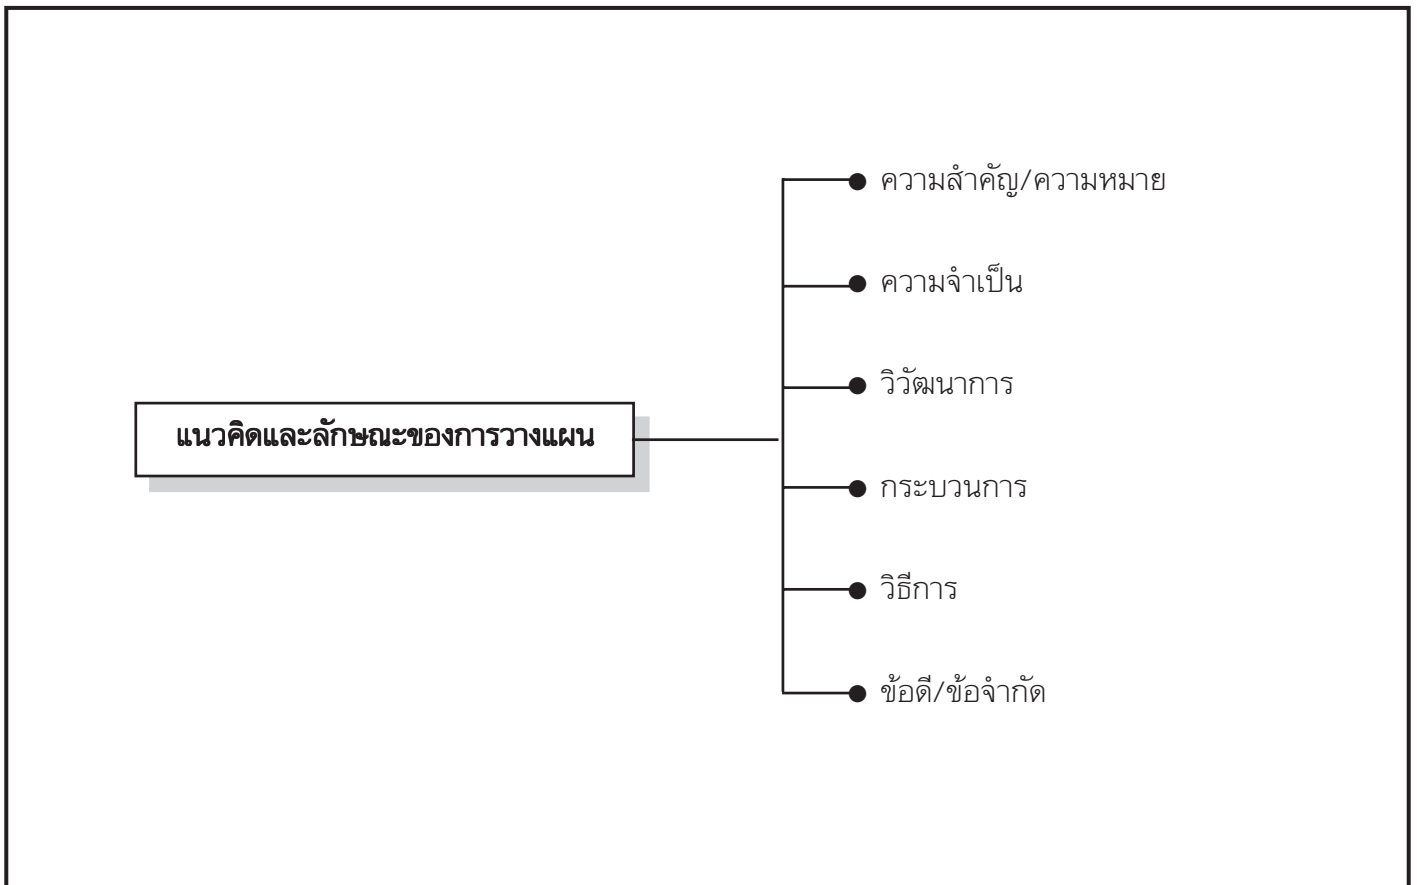 ความสำคัญ/ความหมาย
ความจำเป็น
วิวัฒนาการ
แนวคิดและลักษณะของการวางแผน
กระบวนการ
วิธีการ
ข้อดี/ข้อจำกัด